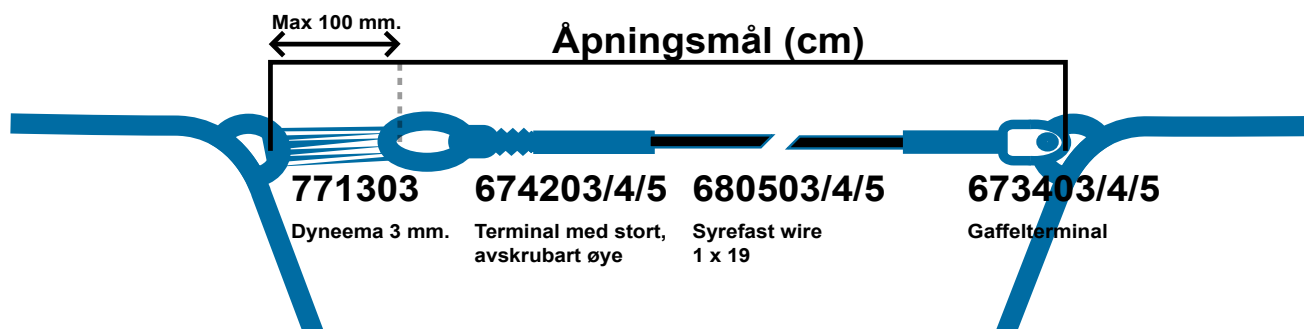 Max 100 mm.
Åpningsmål (cm)
771303
Dyneema 3 mm.
674203/4/5
Terminal med stort,
avskrubart øye
680503/4/5
Syrefast wire
1 x 19
673403/4/5
Gaffelterminal